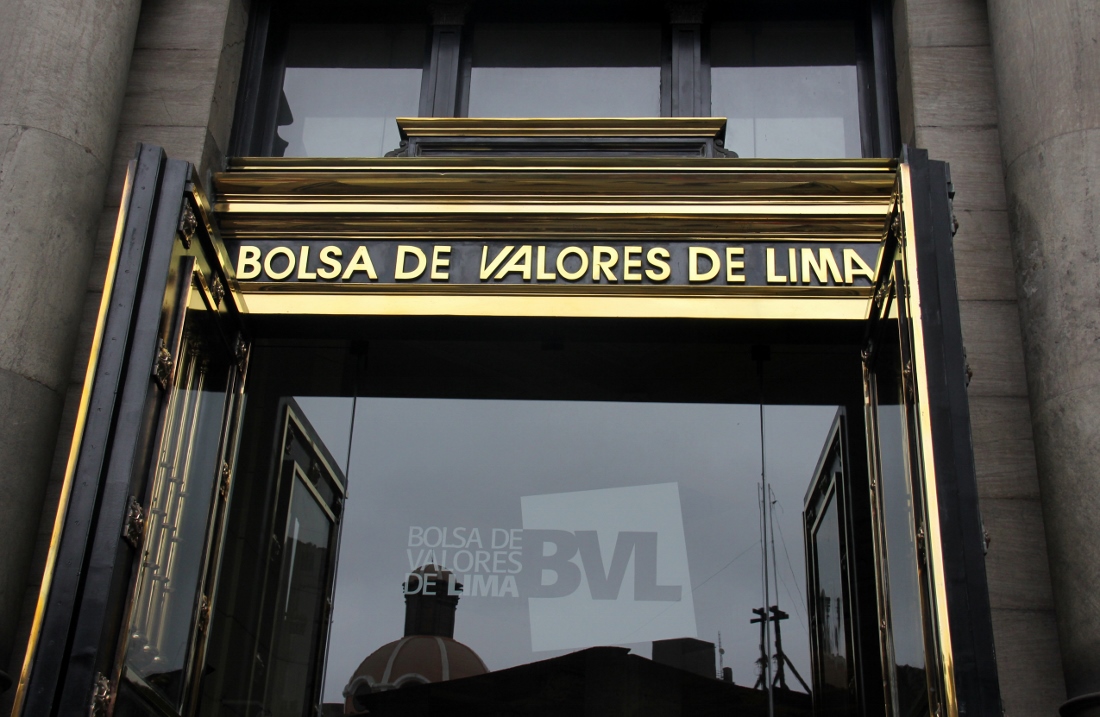 BOLSA DE VALORES DE LIMA
BOLSA DE
VALORES
DE LIMA
BVL